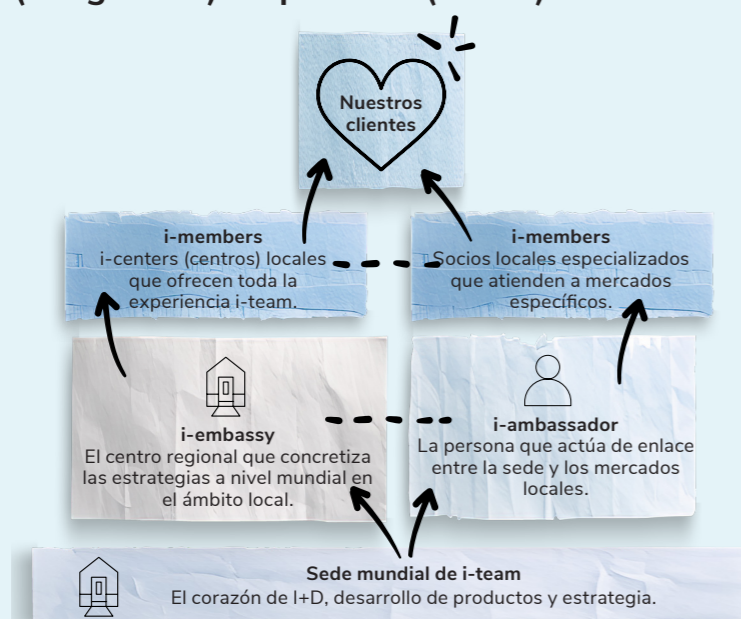 Nuestros
clientes
i-members
i-centers (centros) locales
que ofrecen toda la
experiencia i-team.
i-members
Socios locales especializados
que atienden a mercados
específicos.
i-embassy
El centro regional que concretiza
las estrategias a nivel mundial en
el ámbito local.
i-ambassador
La persona que actúa de enlace
entre la sede y los mercados
locales.
Sede mundial de i-team
El corazón de I+D, desarrollo de productos y estrategia.